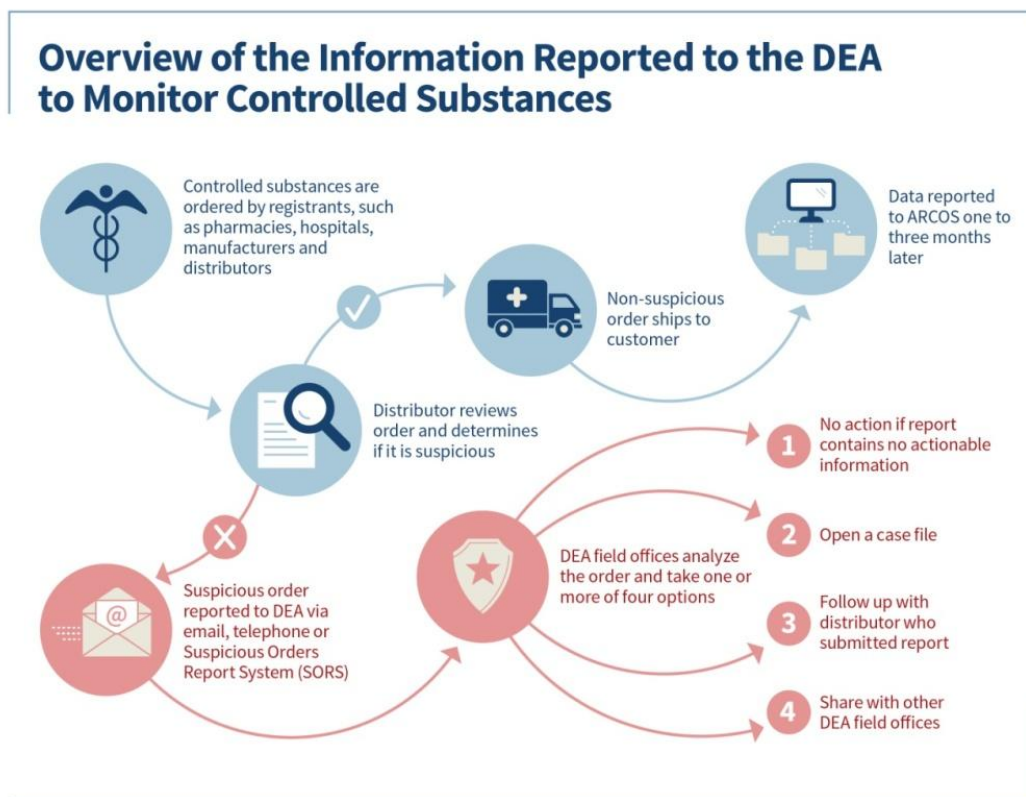 Overview of the Information Reported to the DEA
to Monitor Controlled Substances
Controlled substances are
ordered by registrants, such
as pharmacies, hospitals,
manufacturers and
distributors
Distributor reviews
order and determines
if it is suspicious
Non-suspicious
order ships to
customer
Data reported
to ARCOS one to
three months
later
@
Suspicious order
reported to DEA via
email, telephone or
Suspicious Orders
Report System (SORS)
DEA field offices analyze
the order and take one or
more of four options
1
No action if report
contains no actionable
information
2
Open a case file
3
Follow up with
distributor who
submitted report
4
Share with other
DEA field offices